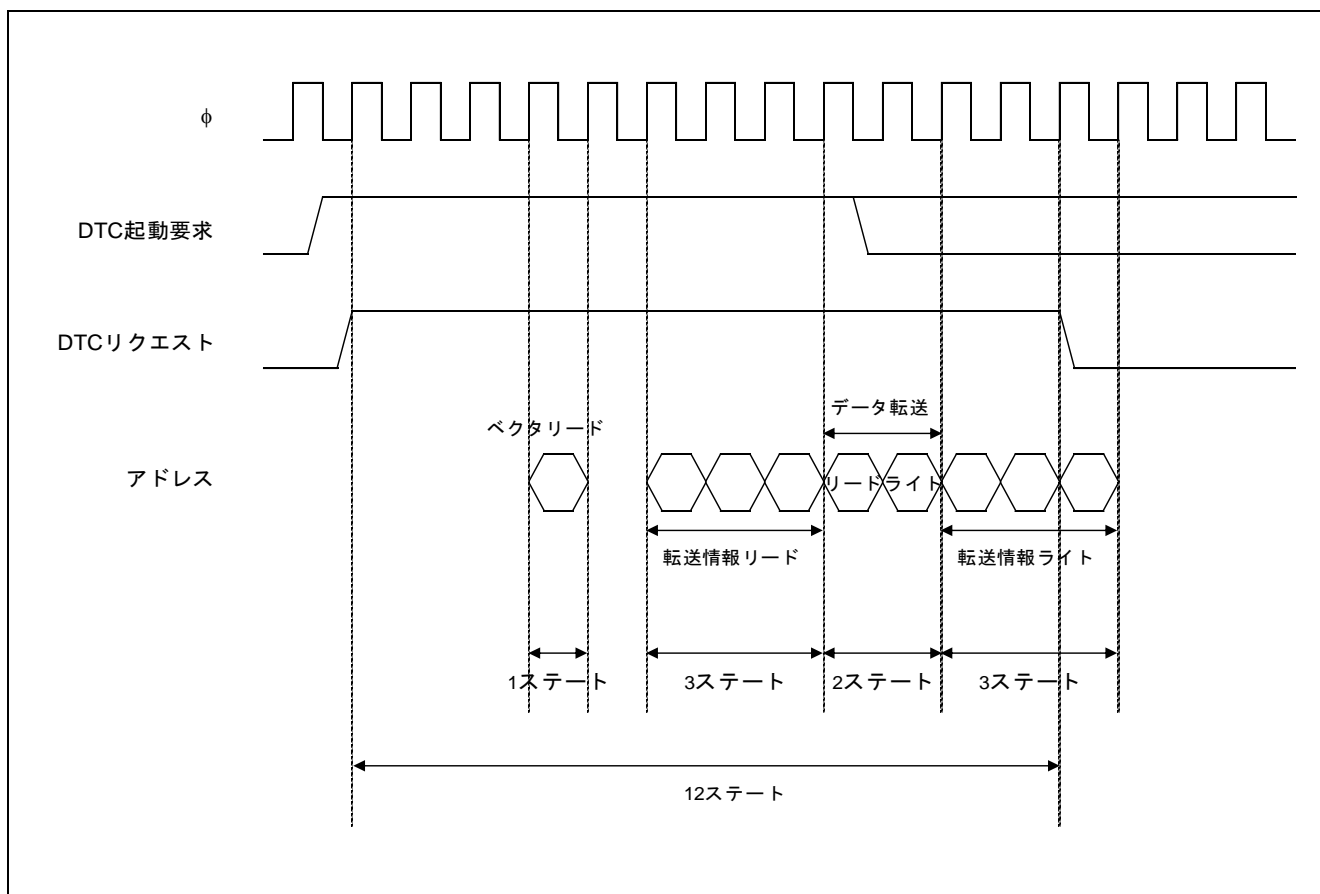 φ
DTC起動要求
DTCリクエスト
データ転送
ベクタリード
アドレス
リード ライト
転送情報リード
転送情報ライト
1ステート
3ステート
2ステート
3ステート
12ステート